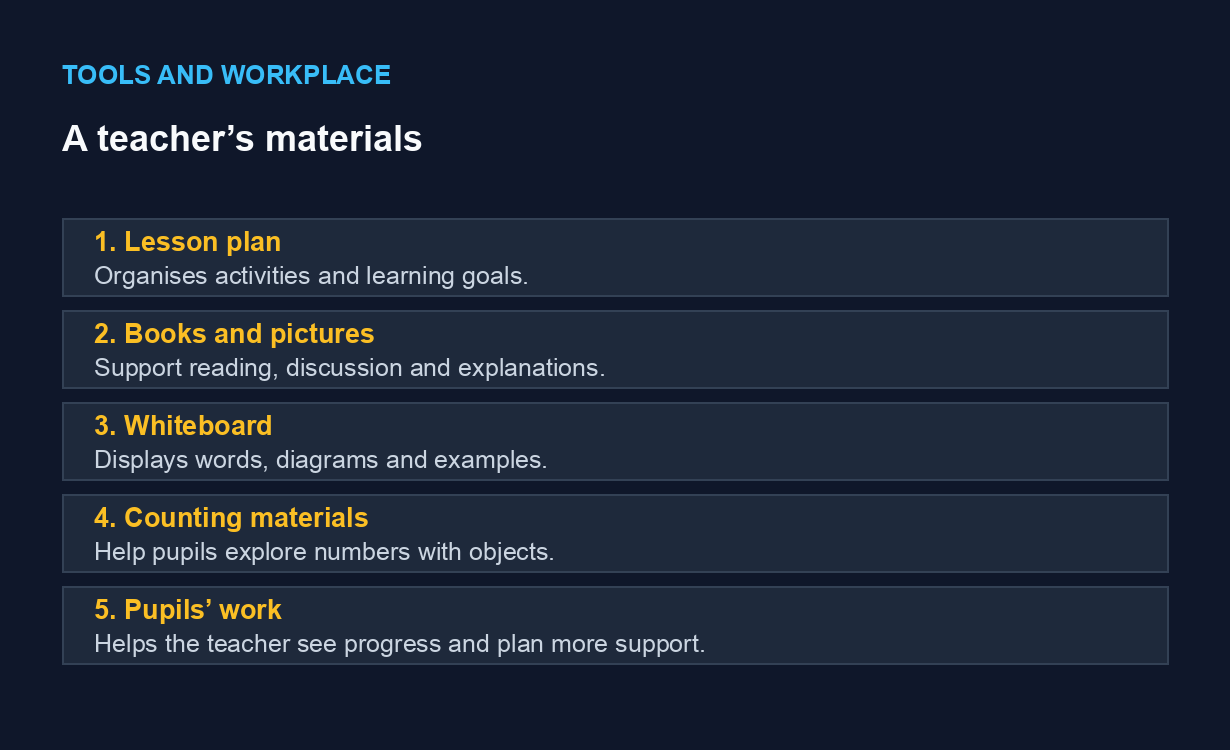 TOOLS AND WORKPLACE
A teacher’s materials
1. Lesson plan
Organises activities and learning goals.
2. Books and pictures
Support reading, discussion and explanations.
3. Whiteboard
Displays words, diagrams and examples.
4. Counting materials
Help pupils explore numbers with objects.
5. Pupils’ work
Helps the teacher see progress and plan more support.